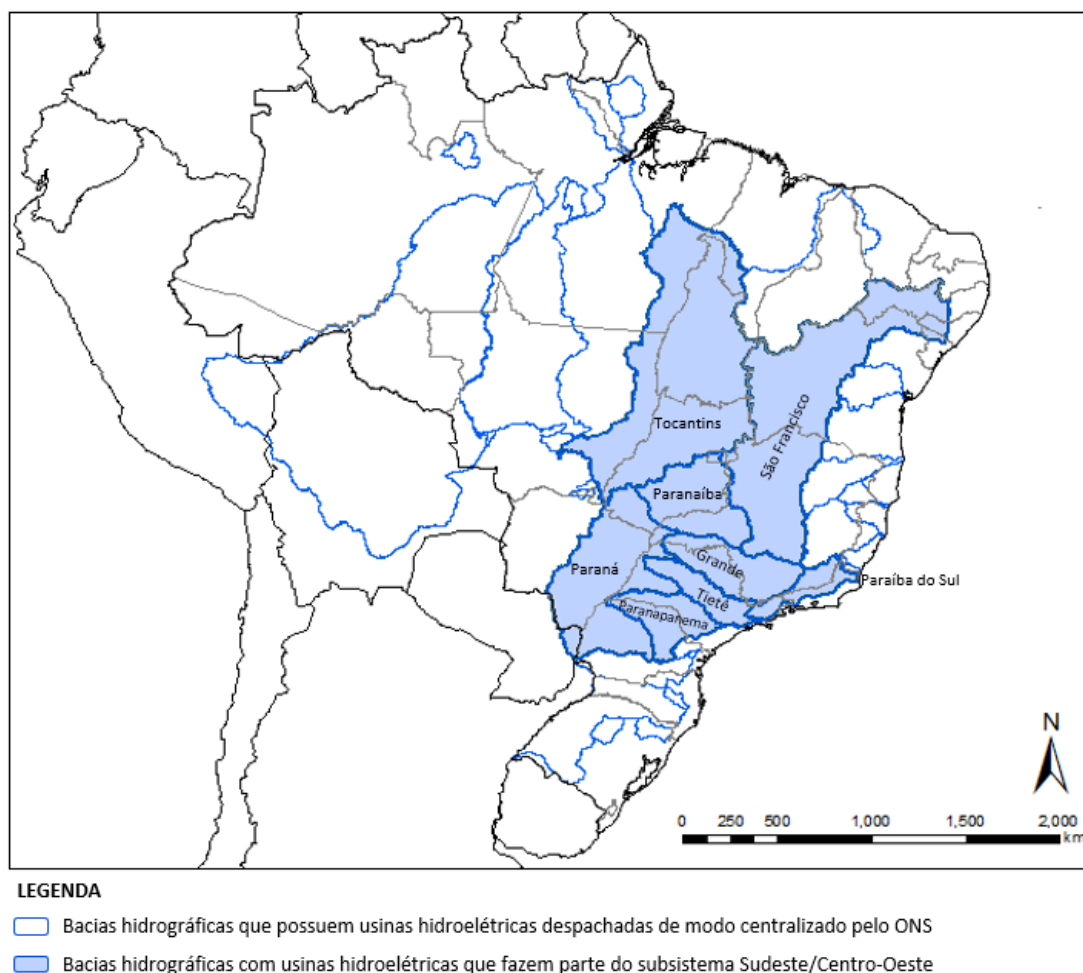 Tocantins
São Francisco
Paranaíba
Grande
Paraná
Tietê
Paraíba do Sul
Paranapanema
N
0 250 500 1,000 1,500 2,000
km
LEGENDA
Bacias hidrográficas que possuem usinas hidroelétricas despachadas de modo centralizado pelo ONS
Bacias hidrográficas com usinas hidroelétricas que fazem parte do subsistema Sudeste/Centro-Oeste